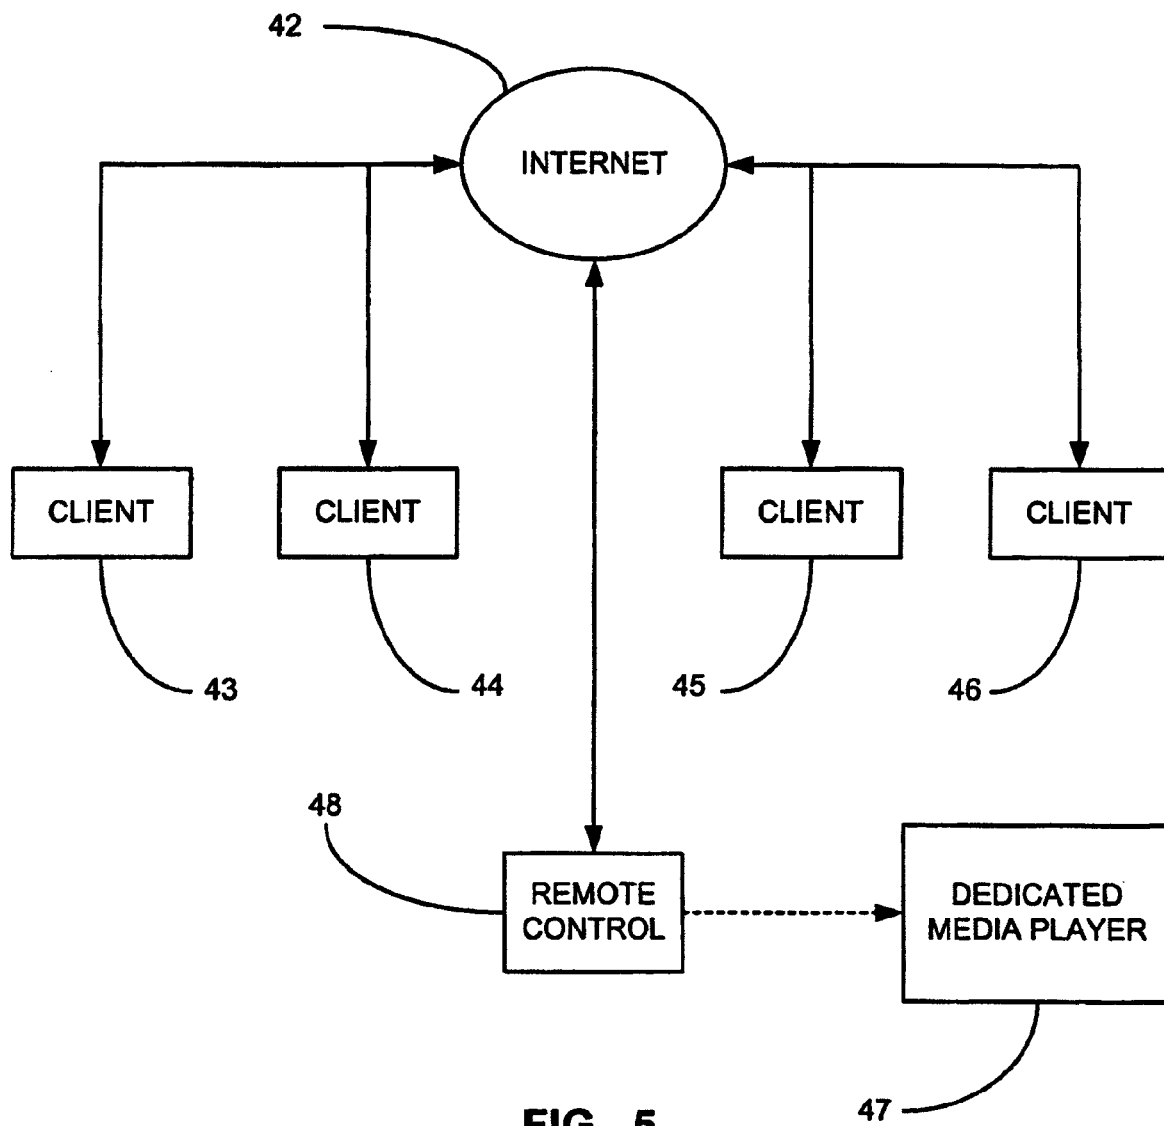 42
INTERNET
CLIENT
CLIENT
CLIENT
CLIENT
43
44
45
46
48
REMOTE
CONTROL
DEDICATED
MEDIA PLAYER
47
FIG. 5